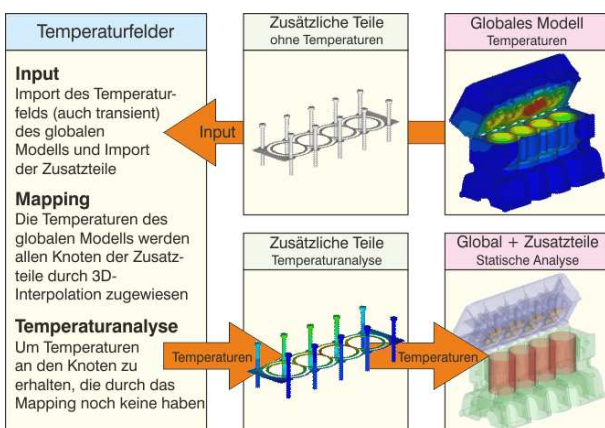 Temperaturfelder
Input
Import des Temperatur-
felds (auch transient)
des globalen
Modells und Import
der Zusatzteile
Mapping
Die Temperaturen des
globalen Modells werden
allen Knoten der Zusatz-
teile durch 3D-
Interpolation zugewiesen
Temperaturanalyse
Um Temperaturen
an den Knoten zu
erhalten, die durch das
Mapping noch keine haben
Zusätzliche Teile
ohne Temperaturen
Input
Globales Modell
Temperaturen
Zusätzliche Teile
Temperaturanalyse
Temperaturen
Temperaturen
Global + Zusatzteile
Statische Analyse